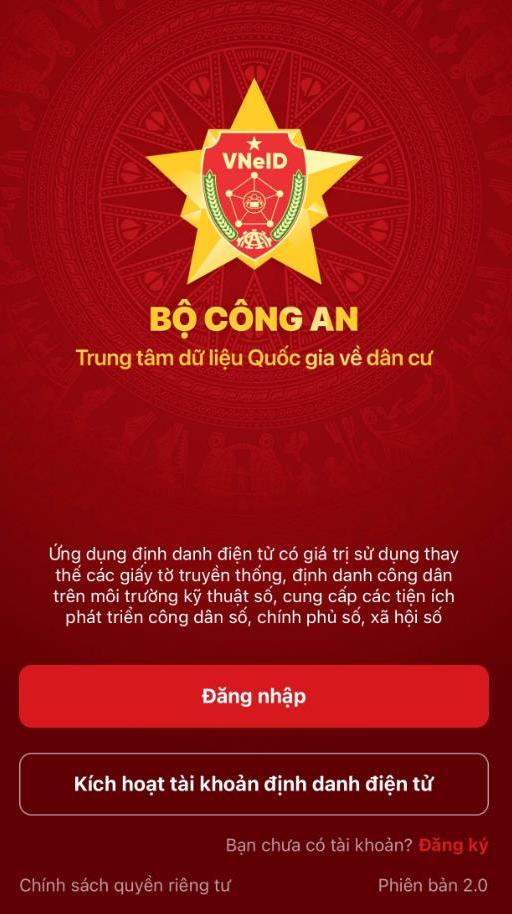 VNeID
BỘ CÔNG AN
Trung tâm dữ liệu Quốc gia về dân cư
Ứng dụng định danh điện tử có giá trị sử dụng thay
thế các giấy tờ truyền thống, định danh công dân
trên môi trường kỹ thuật số, cung cấp các tiện ích
phát triển công dân số, chính phủ số, xã hội số
Đăng nhập
Kích hoạt tài khoản định danh điện tử
Bạn chưa có tài khoản? Đăng ký
Chính sách quyền riêng tư Phiên bản 2.0